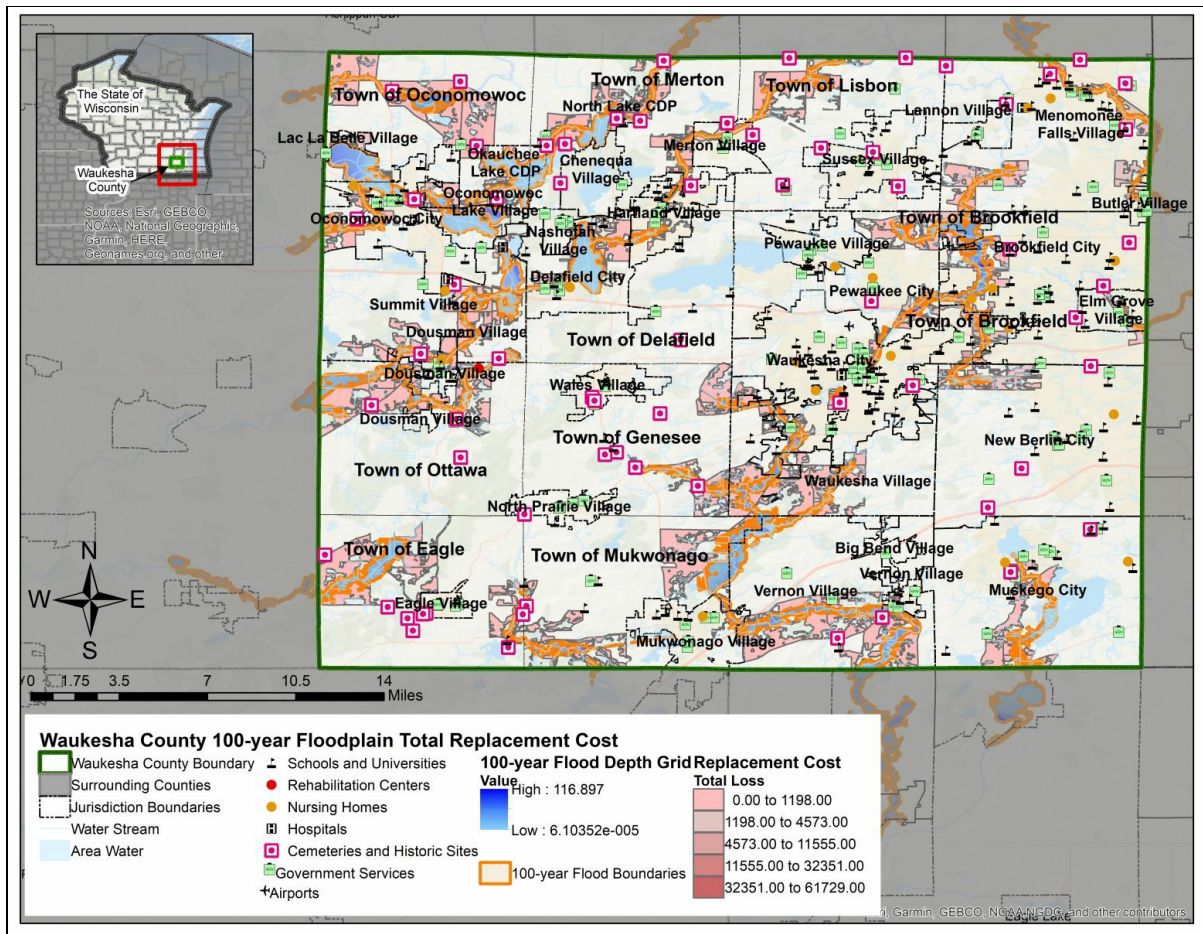 Ashippun CDP
The State of
Wisconsin
Waukesha
County
Sources: Esri, GEBCO,
NOAA, National Geographic,
Garmin, HERE,
Geonames.org, and other
Town of Merton
Town of Lisbon
Town of Oconomowoc
North Lake CDP
Lannon Village
Menomonee
Falls Village
Lac La Belle Village
Okauchee
Lake CDP
Chenequa
Village
Merton Village
Sussex Village
Oconomowoc
Lake Village
Oconomowoc City
Hartland Village
Butler Village
Nashotah
Village
Town of Brookfield
Pewaukee Village
Brookfield City
Delafield City
Pewaukee City
Summit Village
Elm Grove
Village
Dousman Village
Town of Brookfield
Town of Delafield
Waukesha City
Dousman Village
Wales Village
Dousman Village
Town of Genesee
New Berlin City
Town of Ottawa
Waukesha Village
North Prairie Village
Town of Eagle
Town of Mukwonago
Big Bend Village
Vernon Village
Vernon Village
Muskego City
Eagle Village
Mukwonago Village
N
W E
S
0 1.75 3.5 7 10.5 14
Miles
Waukesha County 100-year Floodplain Total Replacement Cost
Waukesha County Boundary
Surrounding Counties
Jurisdiction Boundaries
Water Stream
Area Water
Schools and Universities
Rehabilitation Centers
Nursing Homes
Hospitals
Cemeteries and Historic Sites
Government Services
Airports
100-year Flood Depth Grid
Value
High : 116.897
Low : 6.10352e-005
100-year Flood Boundaries
Replacement Cost
Total Loss
0.00 to 1198.00
1198.00 to 4573.00
4573.00 to 11555.00
11555.00 to 32351.00
32351.00 to 61729.00
Garmin, GEBCO, NOAA NGDC, and other contributors
Eagle Lake